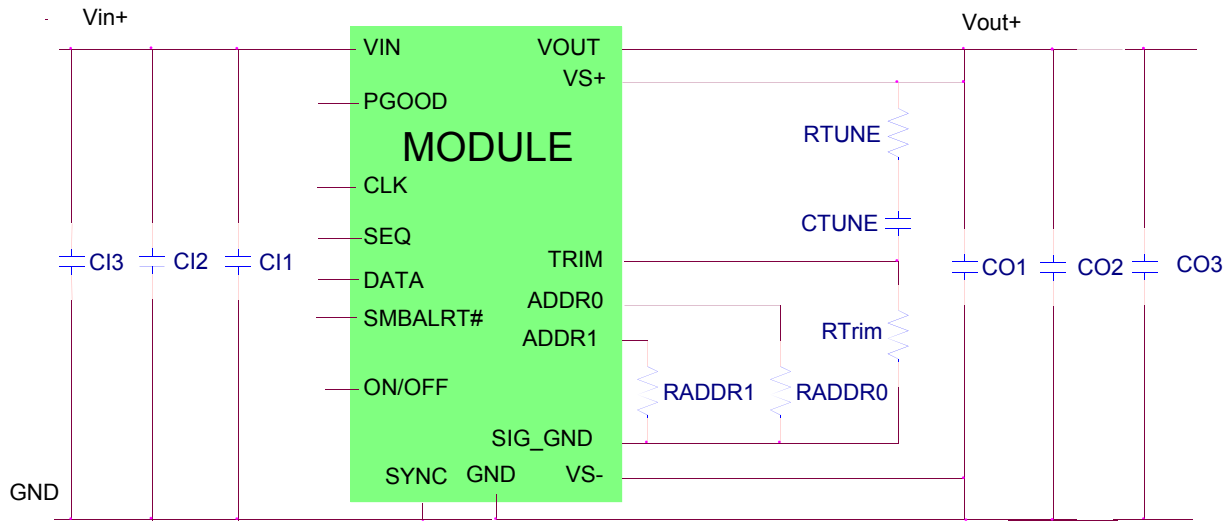 Vin+
Vout+
VIN
VOUT
VS+
PGOOD
RTUNE
MODULE
CLK
CTUNE
SEQ
TRIM
CI3
CI2
CI1
CO1
CO2
CO3
DATA
ADDR0
SMBALRT#
ADDR1
RTrim
ON/OFF
RADDR1
RADDR0
SIG_GND
SYNC
GND
VS-
GND